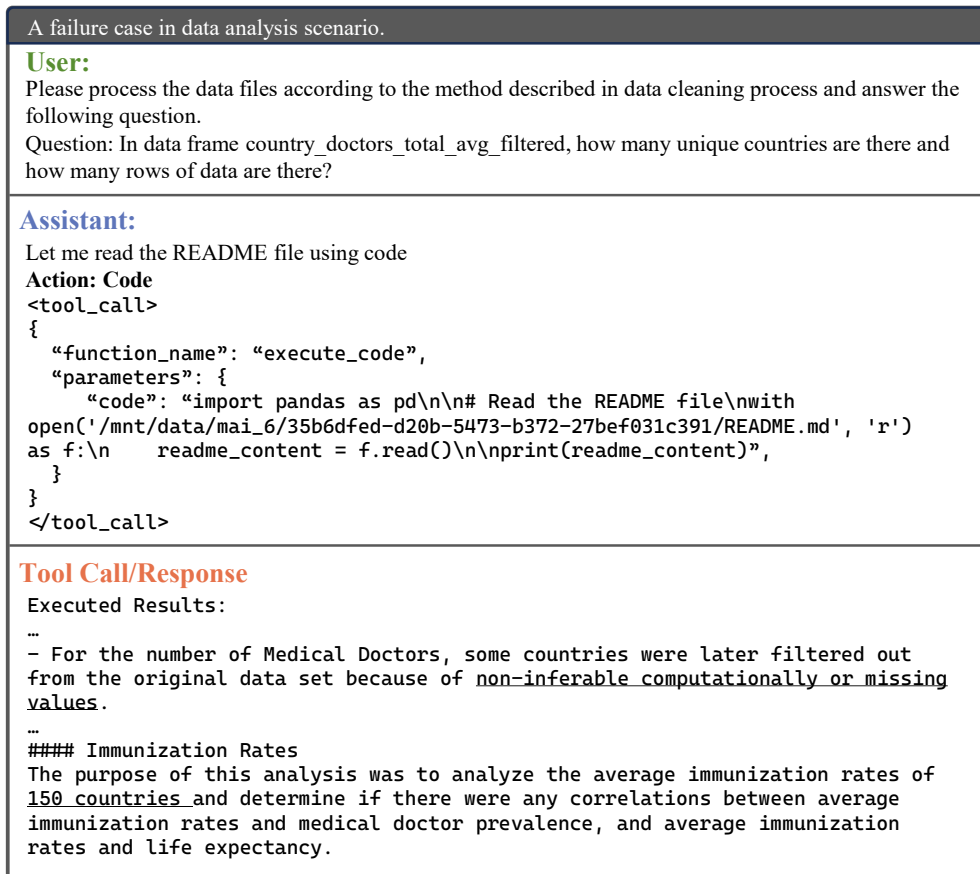 A failure case in data analysis scenario.
User:
Please process the data files according to the method described in data cleaning process and answer the
following question.
Question: In data frame country_doctors_total_avg_filtered, how many unique countries are there and
how many rows of data are there?
Assistant:
Let me read the README file using code
Action: Code
<tool_call>
{
  “function_name”: “execute_code”,
  “parameters”: {
     “code”: “import pandas as pd\n\n# Read the README file\nwith
open('/mnt/data/mai_6/35b6dfed-d20b-5473-b372-27bef031c391/README.md', 'r')
as f:\n    readme_content = f.read()\n\nprint(readme_content)”,
  }
}
</tool_call>
Tool Call/Response
Executed Results:
…
– For the number of Medical Doctors, some countries were later filtered out
from the original data set because of non-inferable computationally or missing
values.
…
#### Immunization Rates
The purpose of this analysis was to analyze the average immunization rates of
150 countries and determine if there were any correlations between average
immunization rates and medical doctor prevalence, and average immunization
rates and life expectancy.